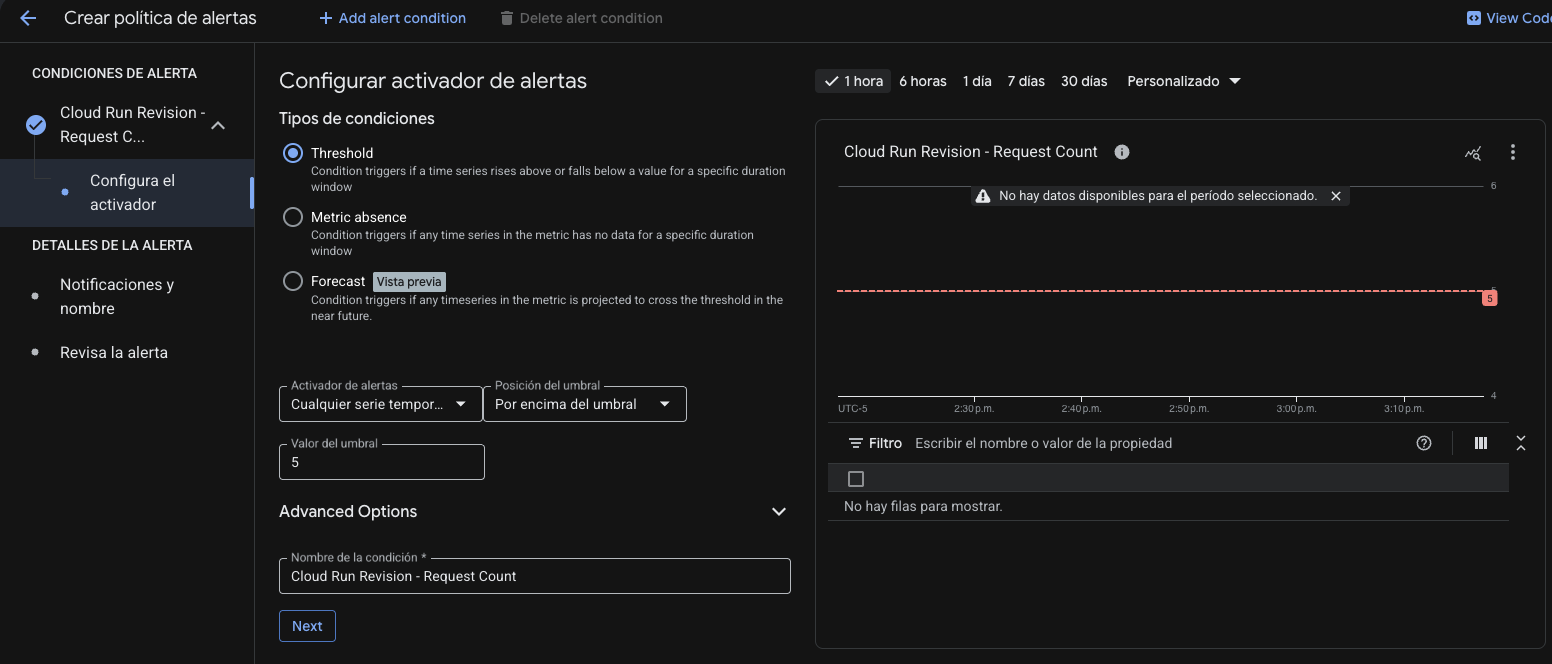 Crear política de alertas
Add alert condition
Delete alert condition
View Code
CONDICIONES DE ALERTA
Cloud Run Revision -
Request C...
Configura el
activador
DETALLES DE LA ALERTA
Notificaciones y
nombre
Revisa la alerta
Configurar activador de alertas
Tipos de condiciones
Threshold
Condition triggers if a time series rises above or falls below a value for a specific duration
window
Metric absence
Condition triggers if any time series in the metric has no data for a specific duration
window
Forecast Vista previa
Condition triggers if any timeseries in the metric is projected to cross the threshold in the
near future.
Activador de alertas
Cualquier serie tempor...
Posición del umbral
Por encima del umbral
Valor del umbral
5
Advanced Options
Nombre de la condición *
Cloud Run Revision - Request Count
Next
1 hora 6 horas 1 día 7 días 30 días Personalizado
Cloud Run Revision - Request Count
6
No hay datos disponibles para el período seleccionado.
5
5
4
UTC-5 2:30 p.m. 2:40 p.m. 2:50 p.m. 3:00 p.m. 3:10 p.m.
Filtro Escribir el nombre o valor de la propiedad
No hay filas para mostrar.